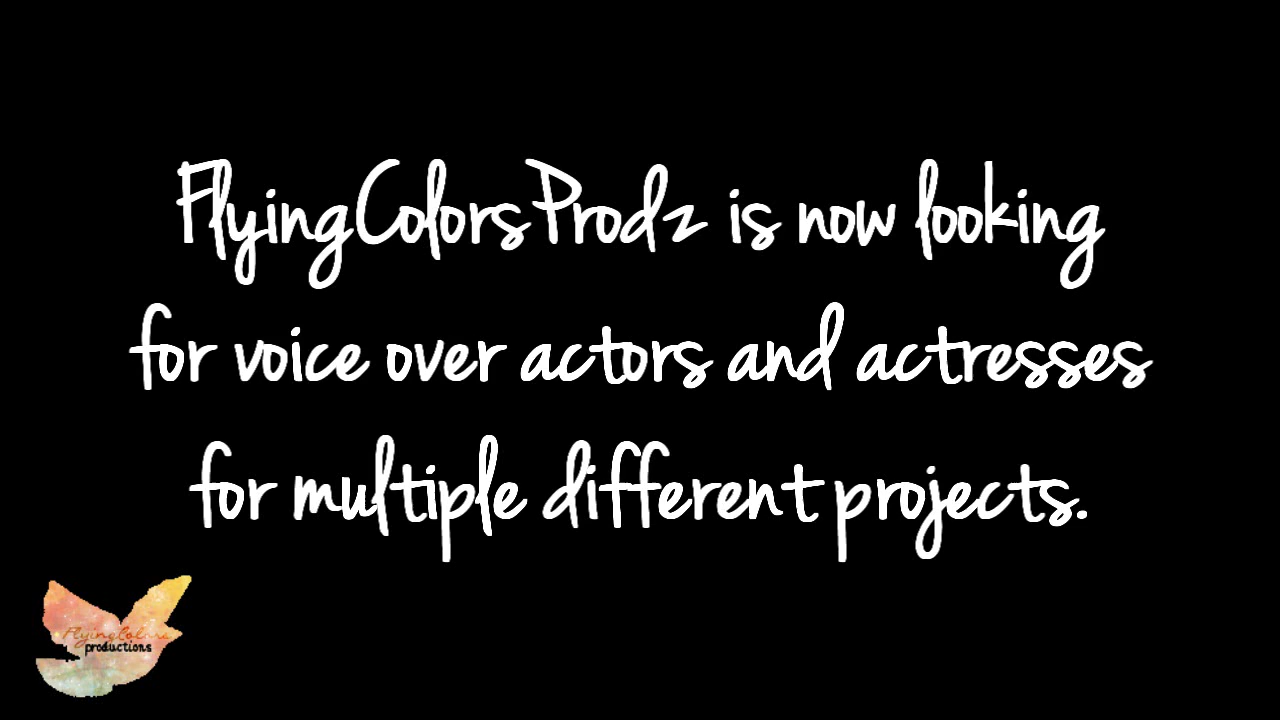 FlyingColorsProdz is now looking
for voice over actors and actresses
for multiple different projects.
FlyingColors
productions